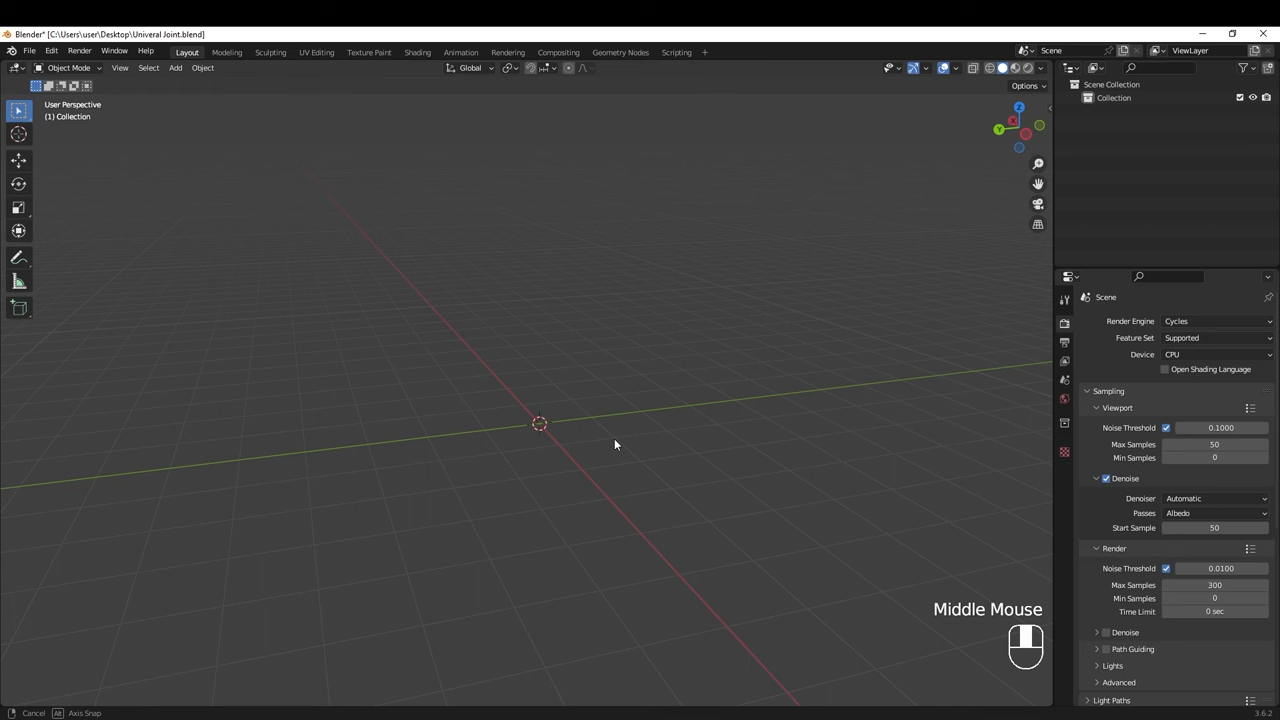 Blender* [C:\Users\user\Desktop\Univeral Joint.blend]
File Edit Render Window Help Layout Modeling Sculpting UV Editing Texture Paint Shading Animation Rendering Compositing Geometry Nodes Scripting + Scene ViewLayer
Object Mode View Select Add Object Global
Options
User Perspective
(1) Collection
Z
X
Y
Scene Collection
Collection
Scene
Render Engine Cycles
Feature Set Supported
Device CPU
Open Shading Language
Sampling
Viewport
Noise Threshold 0.1000
Max Samples 50
Min Samples 0
Denoise
Denoiser Automatic
Passes Albedo
Start Sample 50
Render
Noise Threshold 0.0100
Max Samples 300
Min Samples 0
Time Limit 0 sec
Denoise
Path Guiding
Lights
Advanced
Light Paths
Middle Mouse
Cancel Alt Axis Snap
3.6.2